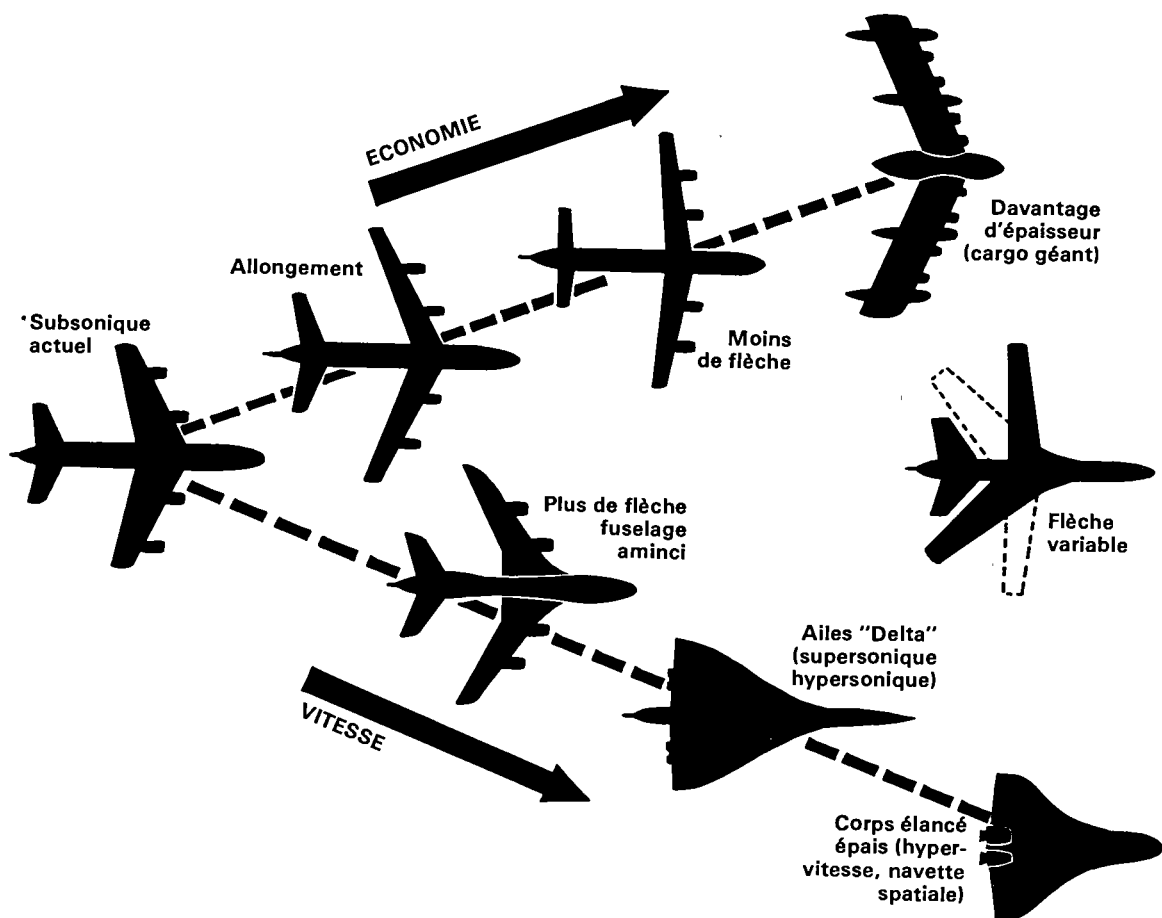 ECONOMIE
Davantage
d'épaisseur
(cargo géant)
Allongement
Subsonique
actuel
Moins
de flèche
Plus de flèche
fuselage
aminci
Flèche
variable
Ailes "Delta"
(supersonique
hypersonique)
VITESSE
Corps élancé
épais (hyper-
vitesse, navette
spatiale)